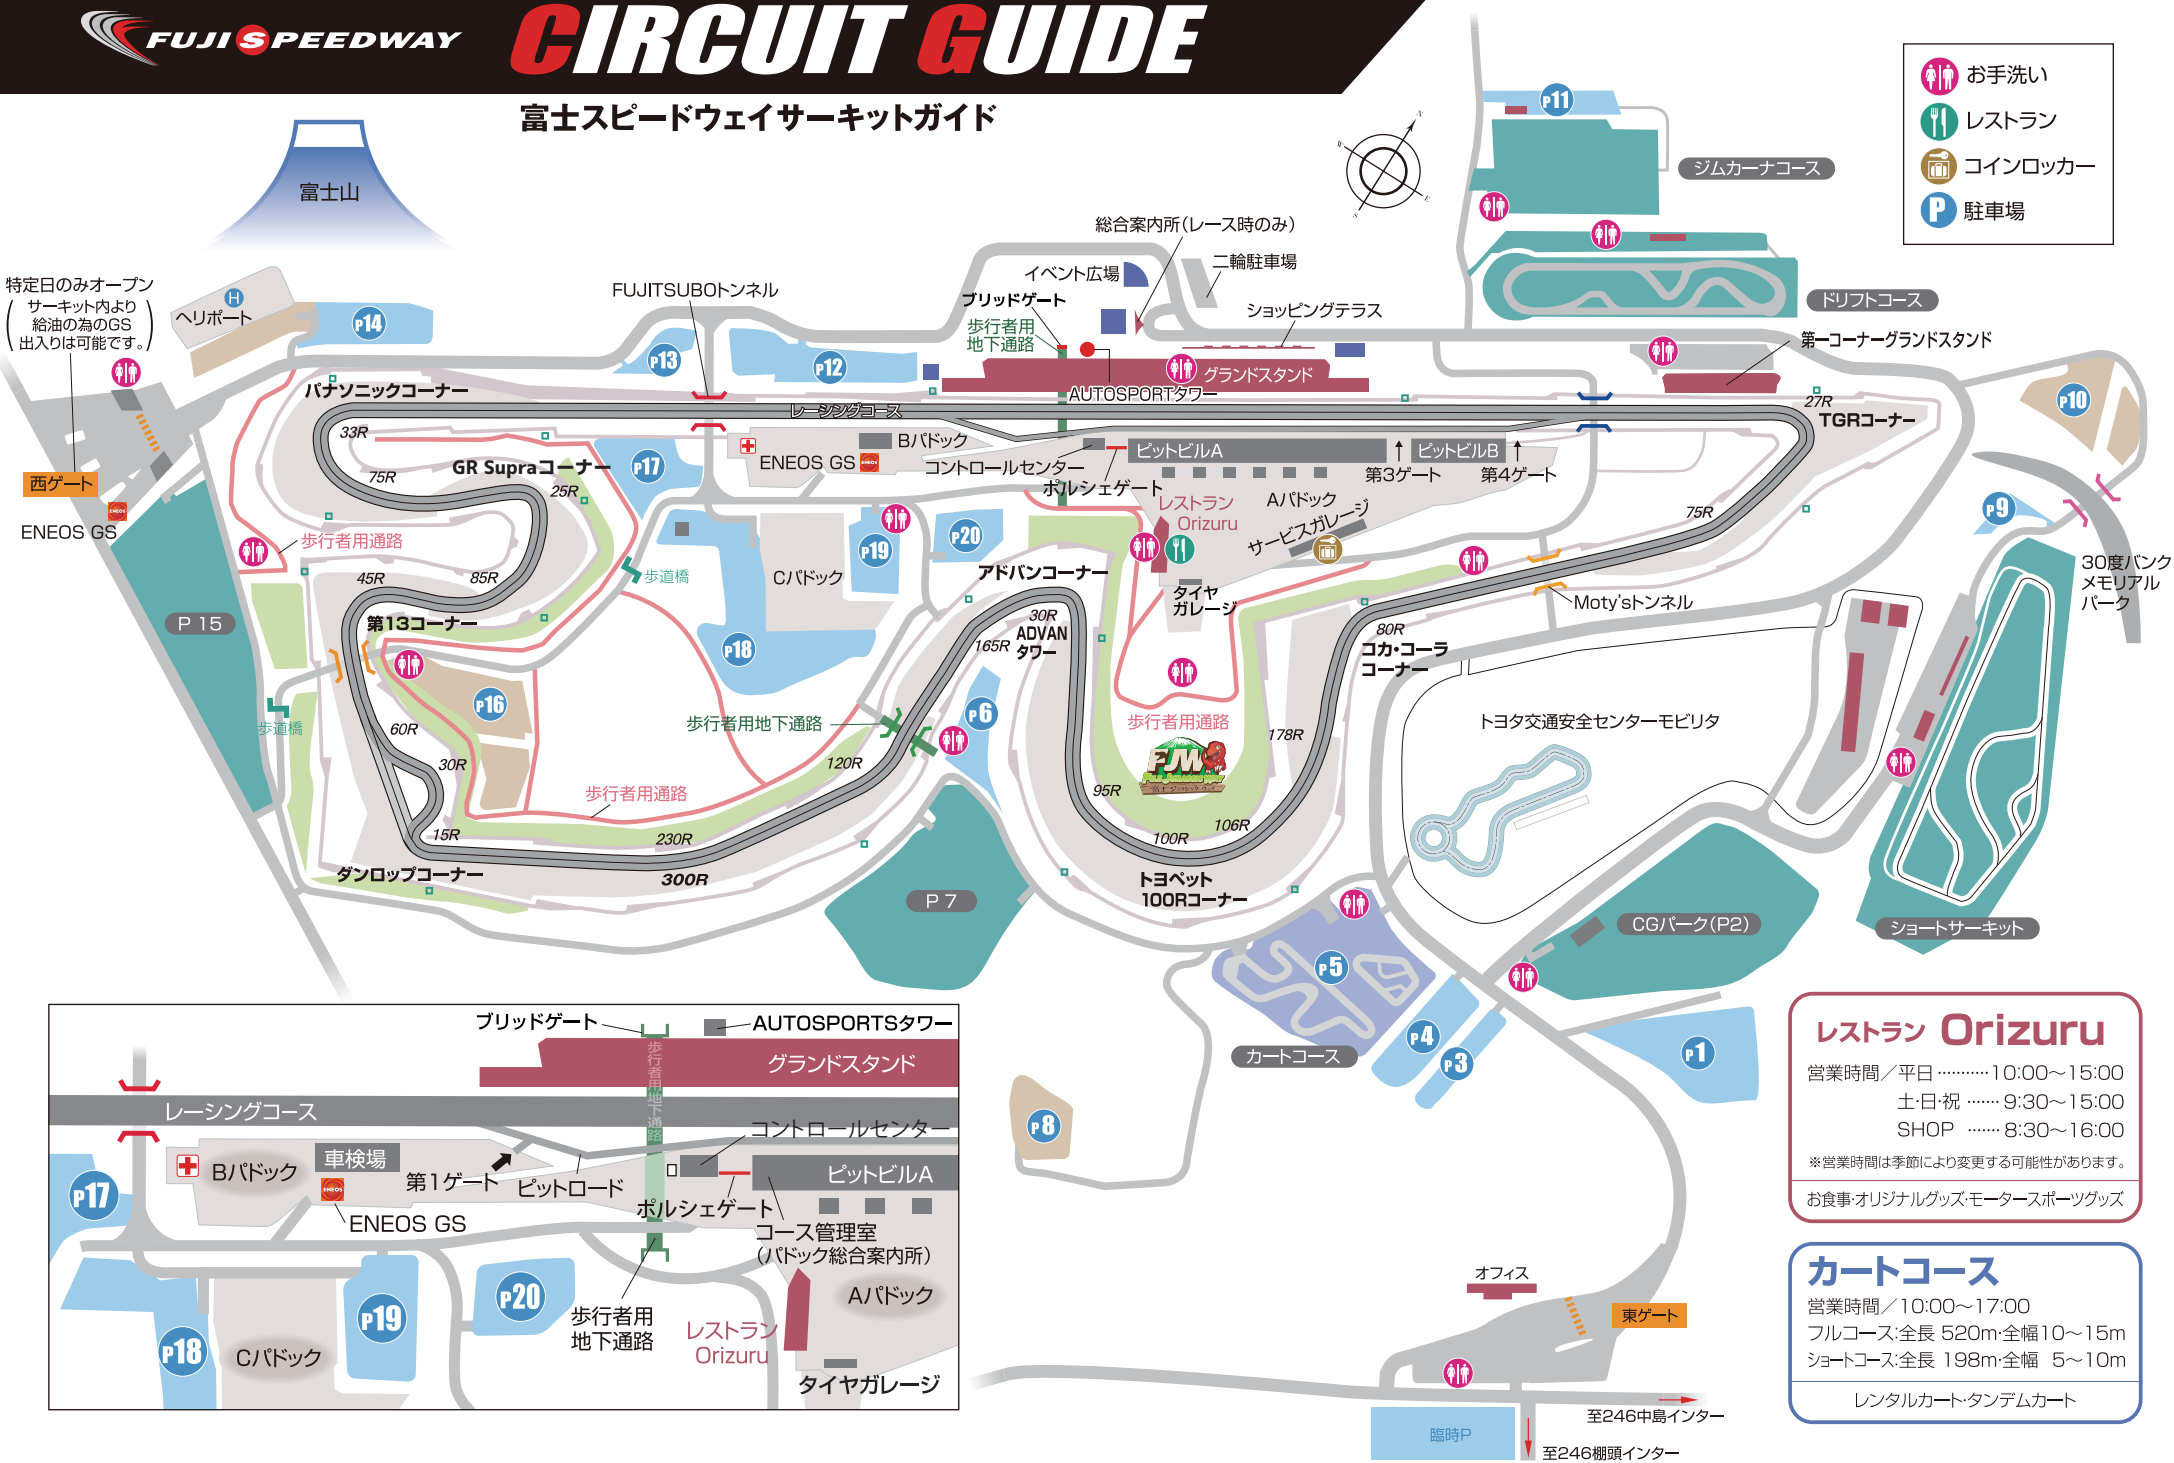 FUJI SPEEDWAY
CIRCUIT GUIDE
富士スピードウェイサーキットガイド
お手洗い
レストラン
コインロッカー
P 駐車場
富士山
N
W
E
S
P11
ジムカーナコース
ドリフトコース
総合案内所(レース時のみ)
二輪駐車場
イベント広場
ブリッドゲート
歩行者用
地下通路
ショッピングテラス
FUJITSUBOトンネル
特定日のみオープン
サーキット内より
給油の為のGS
出入りは可能です。
H
ヘリポート
P14
P13
P12
グランドスタンド
AUTOSPORTタワー
第一コーナーグランドスタンド
P10
パナソニックコーナー
レーシングコース
27R
TGRコーナー
33R
75R
GR Supraコーナー
25R
P17
ENEOS GS
ENEOS
Bパドック
コントロールセンター
ポルシェゲート
ピットビルA
第3ゲート
ピットビルB
第4ゲート
西ゲート
ENEOS
ENEOS GS
歩行者用通路
レストラン
Orizuru
Aパドック
サービスガレージ
75R
P9
30度バンク
メモリアル
パーク
45R
85R
歩道橋
Cパドック
P19
P20
アドバンコーナー
タイヤ
ガレージ
Moty'sトンネル
P 15
第13コーナー
30R
ADVAN
タワー
165R
80R
コカ・コーラ
コーナー
P18
P16
歩道橋
60R
30R
15R
歩行者用地下通路
P6
120R
歩行者用通路
歩行者用通路
FJW
Fuji Jurassic Way
富士ジュラシックウェイ
178R
95R
100R
106R
トヨタ交通安全センターモビリタ
230R
300R
ダンロップコーナー
P 7
トヨペット
100Rコーナー
P5
CGパーク(P2)
ショートサーキット
カートコース
P4
P3
P1
P8
ブリッドゲート
AUTOSPORTSタワー
歩行者用地下通路
グランドスタンド
レーシングコース
コントロールセンター
Bパドック
車検場
ENEOS
ENEOS GS
第1ゲート
ピットロード
ピットビルA
ポルシェゲート
コース管理室
(パドック総合案内所)
P17
P18
P19
P20
Cパドック
歩行者用
地下通路
レストラン
Orizuru
Aパドック
タイヤガレージ
レストラン Orizuru
営業時間/平日 ·········· 10:00〜15:00
土·日·祝 ······· 9:30〜15:00
SHOP ······· 8:30〜16:00
※営業時間は季節により変更する可能性があります。
お食事·オリジナルグッズ·モータースポーツグッズ
カートコース
営業時間/10:00〜17:00
フルコース:全長 520m·全幅10〜15m
ショートコース:全長 198m·全幅 5〜10m
レンタルカート·タンデムカート
オフィス
東ゲート
至246中島インター
臨時P
至246棚頭インター